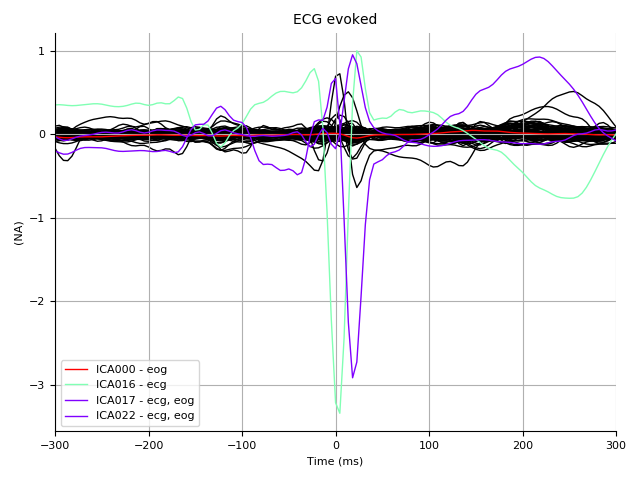 ECG evoked
1
0
−1
−2
−3
(NA)
ICA000 - eog
ICA016 - ecg
ICA017 - ecg, eog
ICA022 - ecg, eog
−300 −200 −100 0 100 200 300
Time (ms)